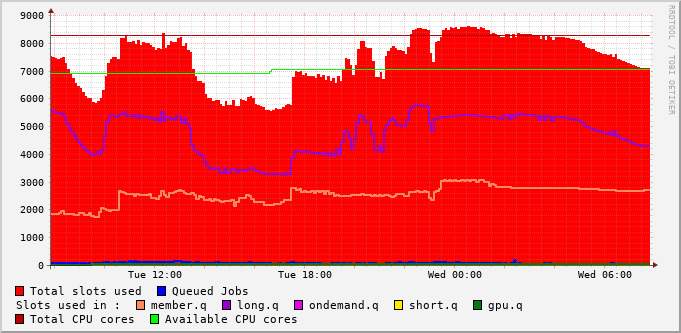 9000
8000
7000
6000
5000
4000
3000
2000
1000
0
Tue 12:00 Tue 18:00 Wed 00:00 Wed 06:00
Total slots used Queued Jobs
Slots used in : member.q long.q ondemand.q short.q gpu.q
Total CPU cores Available CPU cores
RRDTOOL / TOBI OETIKER